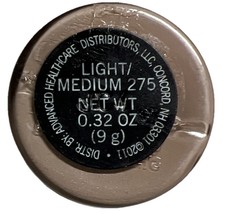 DISTR. BY: ADVANCED HEALTHCARE DISTRIBUTORS, LLC, CONCORD, NH 03301 ©2011 •
LIGHT/
MEDIUM 275
NET WT
0.32 OZ
(9 g)